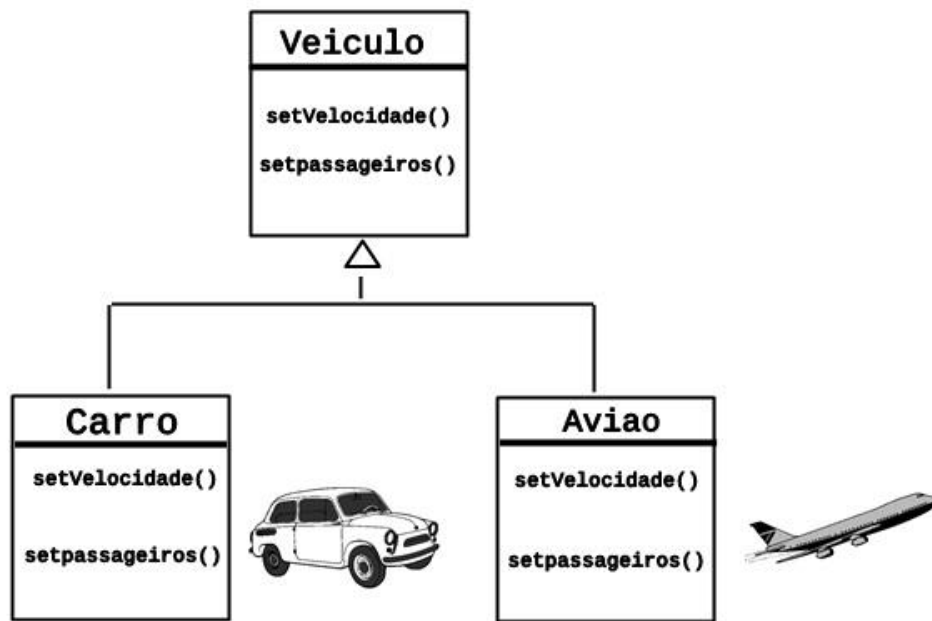 Veiculo
setVelocidade()
setpassageiros()
Carro
setVelocidade()
setpassageiros()
Aviao
setVelocidade()
setpassageiros()